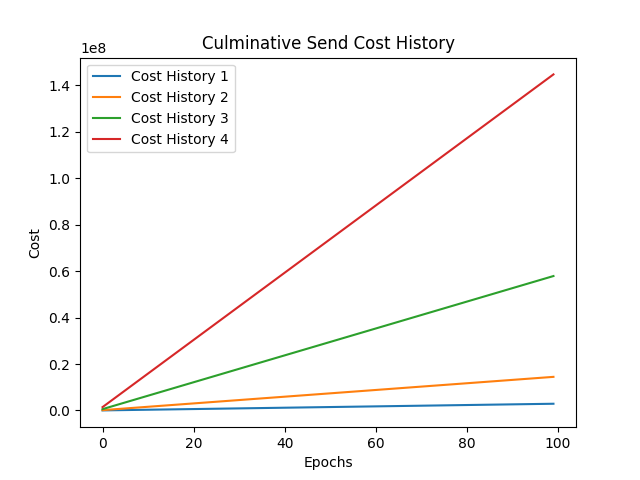 Culminative Send Cost History
1e8
Cost History 1
Cost History 2
Cost History 3
Cost History 4
1.4
1.2
1.0
0.8
0.6
0.4
0.2
0.0
Cost
0 20 40 60 80 100
Epochs